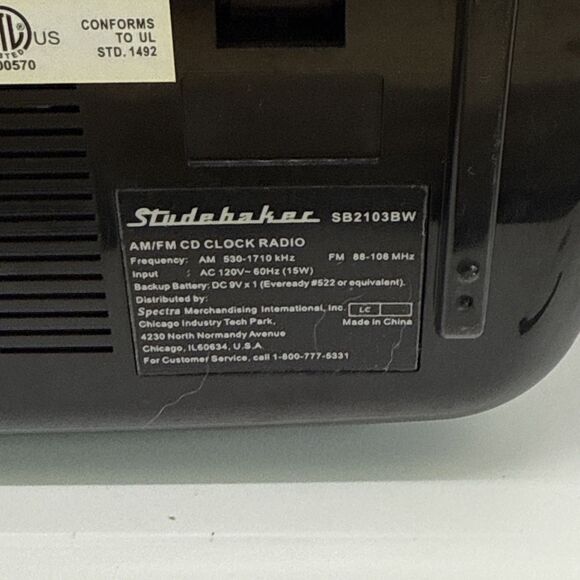 US
CONFORMS
TO UL
STD. 1492
00570
Studebaker SB2103BW
AM/FM CD CLOCK RADIO
Frequency: AM 530-1710 kHz FM 88-108 MHz
Input : AC 120V~ 60Hz (15W)
Backup Battery: DC 9V x 1 (Eveready #522 or equivalent).
Distributed by:
Spectra Merchandising International, Inc. LC
Chicago Industry Tech Park, Made in China
4230 North Normandy Avenue
Chicago, IL60634, U.S.A.
For Customer Service, call 1-800-777-5331